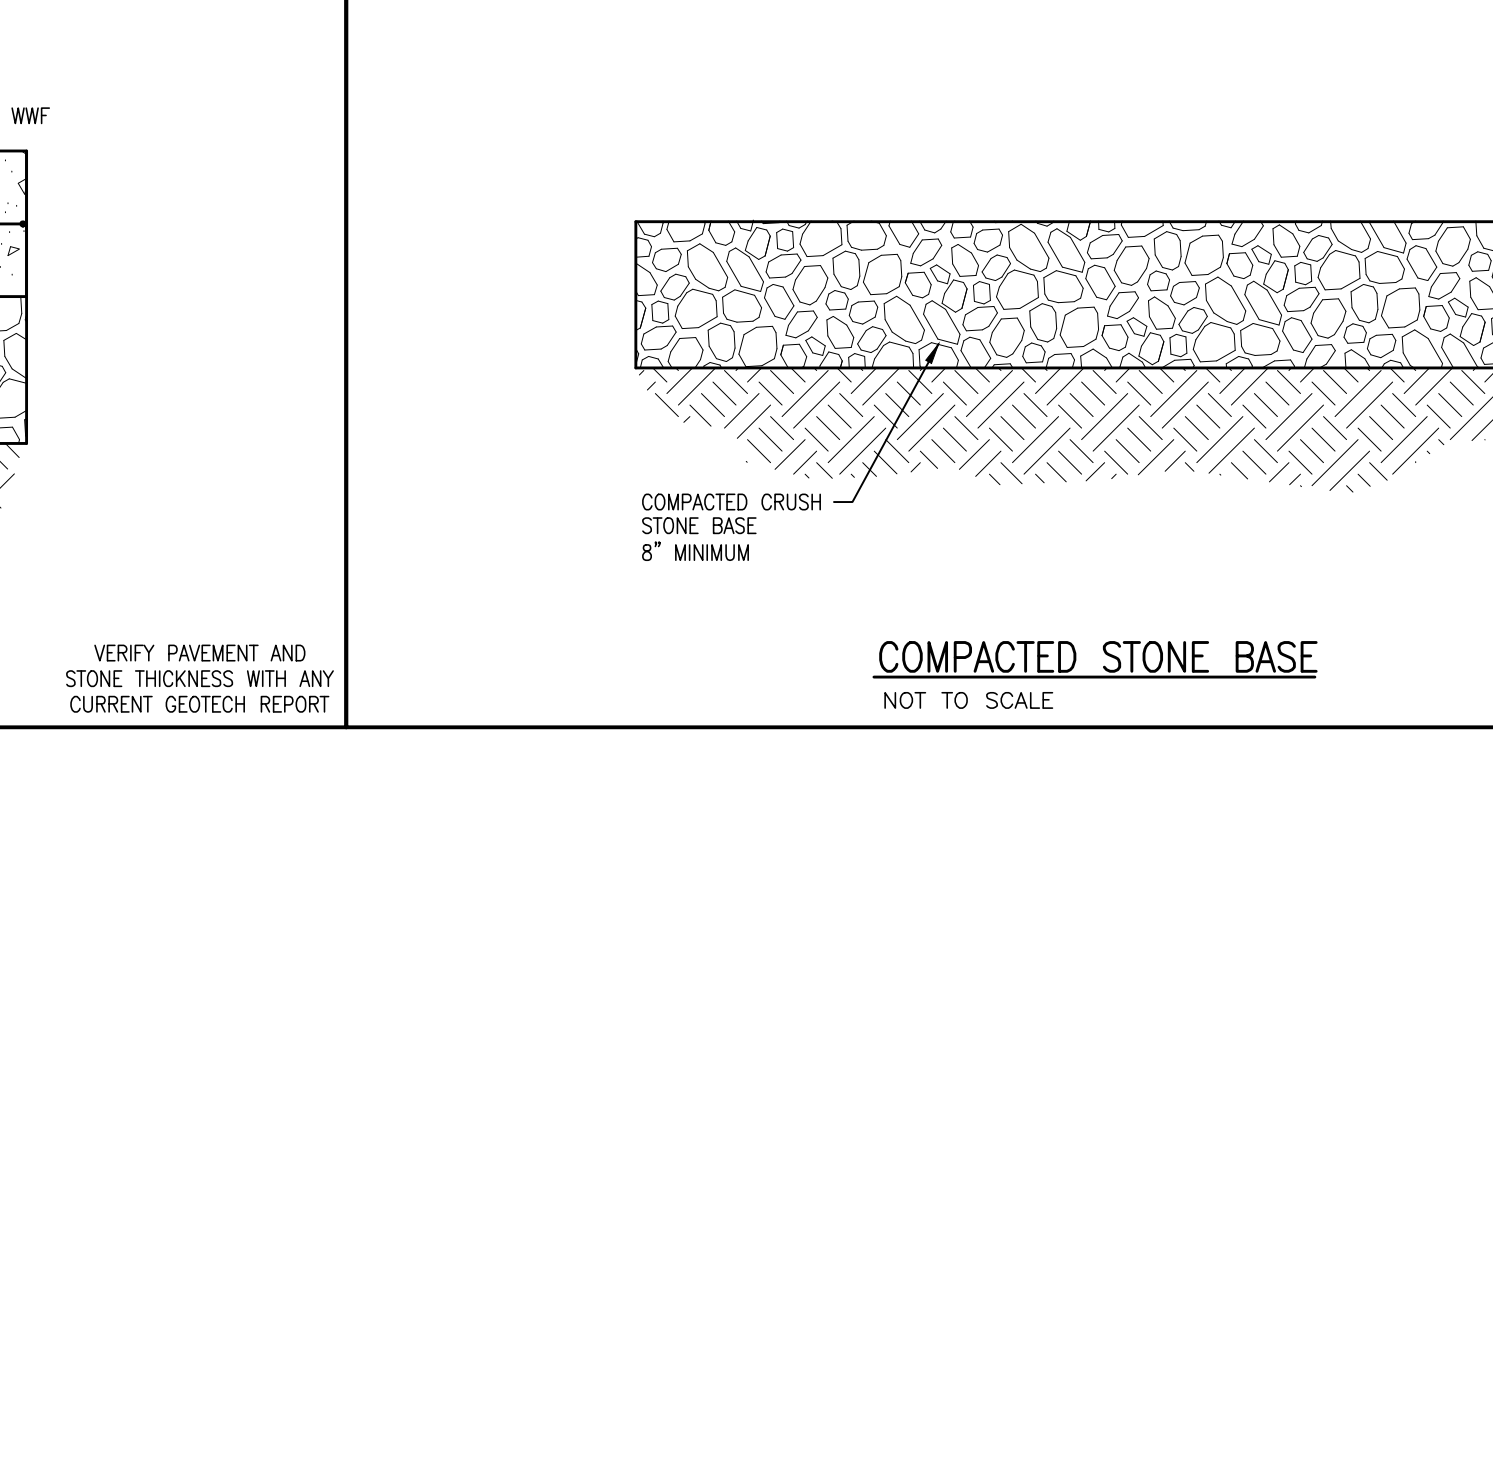 WWF
VERIFY PAVEMENT AND
STONE THICKNESS WITH ANY
CURRENT GEOTECH REPORT
COMPACTED CRUSH
STONE BASE
8" MINIMUM
COMPACTED STONE BASE
NOT TO SCALE